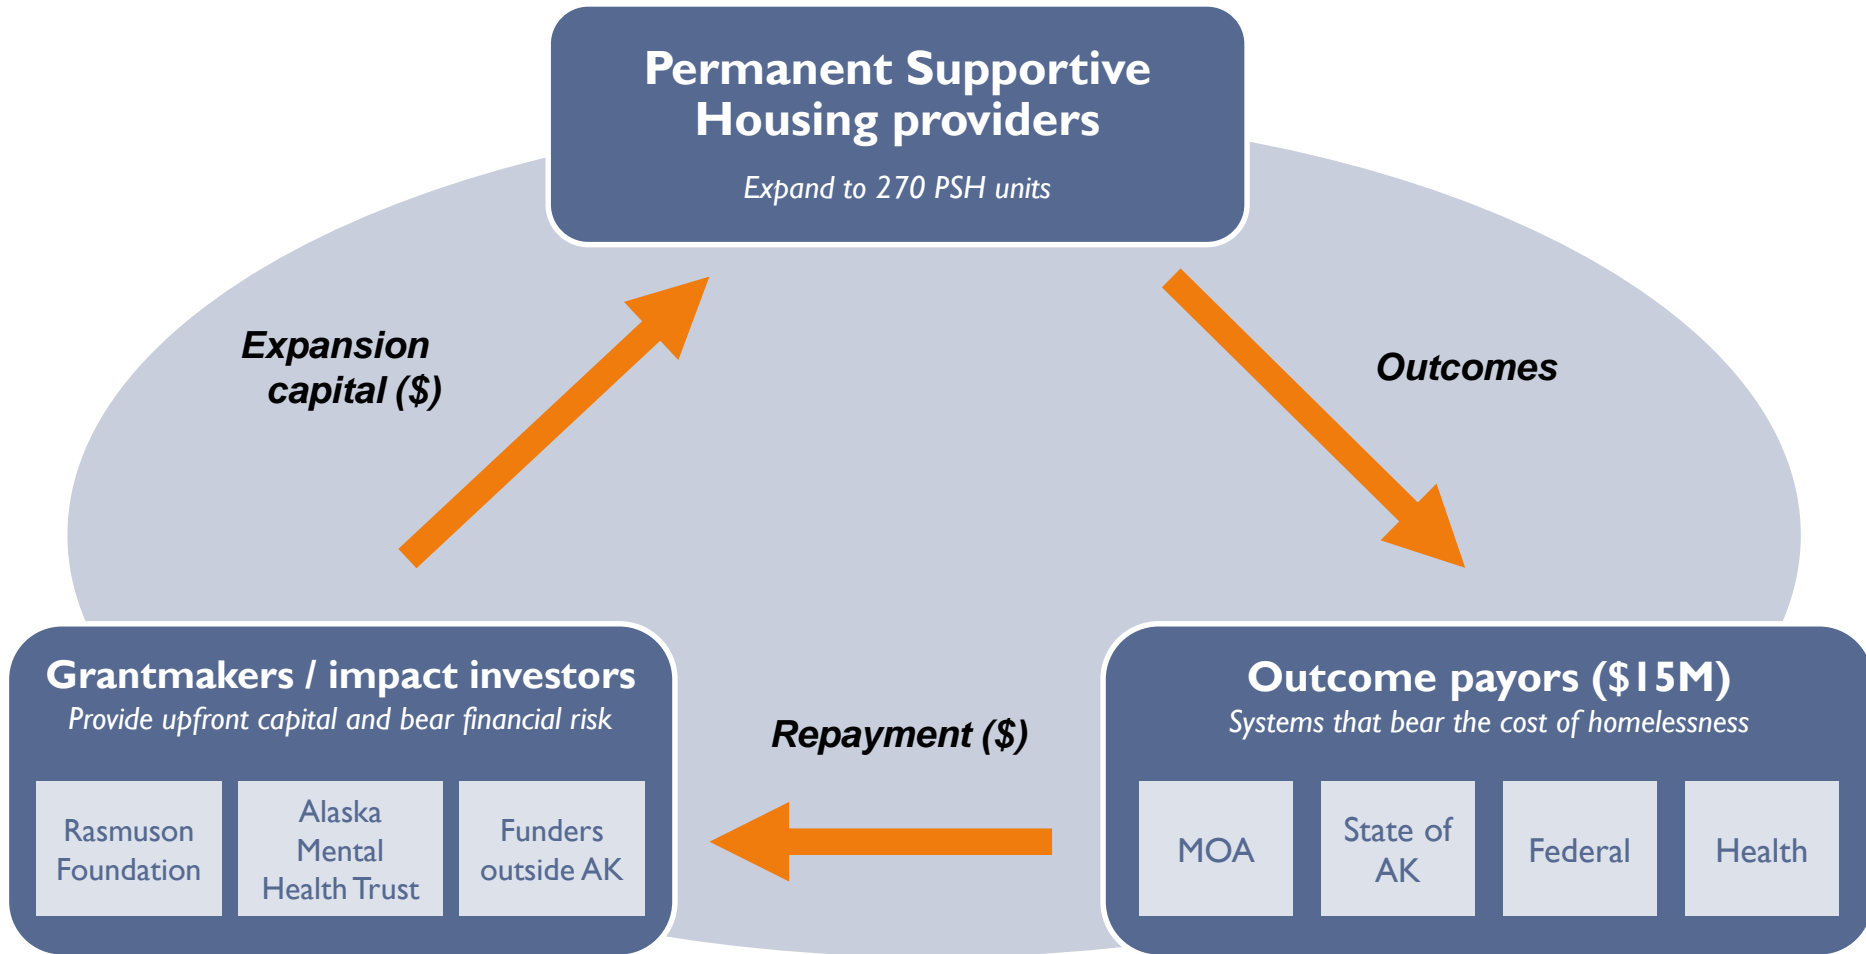 Permanent Supportive
Housing providers
Expand to 270 PSH units
Expansion
capital ($)
Outcomes
Grantmakers / impact investors
Provide upfront capital and bear financial risk
Rasmuson
Foundation
Alaska
Mental
Health Trust
Funders
outside AK
Repayment ($)
Outcome payors ($15M)
Systems that bear the cost of homelessness
MOA
State of
AK
Federal
Health